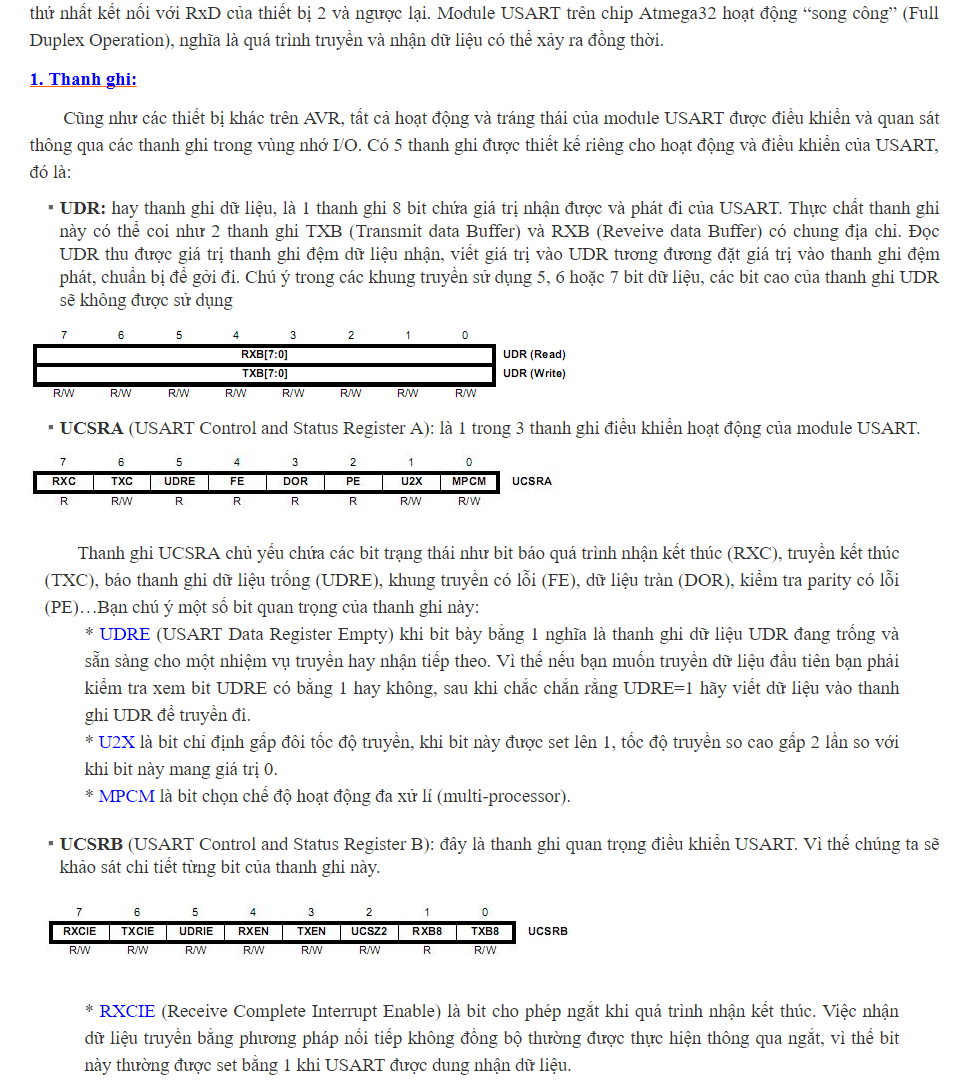 thứ nhất kết nối với RxD của thiết bị 2 và ngược lại. Module USART trên chip Atmega32 hoạt động “song công” (Full
Duplex Operation), nghĩa là quá trình truyền và nhận dữ liệu có thể xảy ra đồng thời.
1. Thanh ghi:
Cũng như các thiết bị khác trên AVR, tất cả hoạt động và tráng thái của module USART được điều khiển và quan sát
thông qua các thanh ghi trong vùng nhớ I/O. Có 5 thanh ghi được thiết kế riêng cho hoạt động và điều khiển của USART,
đó là:
▪ UDR: hay thanh ghi dữ liệu, là 1 thanh ghi 8 bit chứa giá trị nhận được và phát đi của USART. Thực chất thanh ghi
này có thể coi như 2 thanh ghi TXB (Transmit data Buffer) và RXB (Reveive data Buffer) có chung địa chỉ. Đọc
UDR thu được giá trị thanh ghi đệm dữ liệu nhận, viết giá trị vào UDR tương đương đặt giá trị vào thanh ghi đệm
phát, chuẩn bị để gởi đi. Chú ý trong các khung truyền sử dụng 5, 6 hoặc 7 bit dữ liệu, các bit cao của thanh ghi UDR
sẽ không được sử dụng
7 6 5 4 3 2 1 0
RXB[7:0] UDR (Read)
TXB[7:0] UDR (Write)
R/W R/W R/W R/W R/W R/W R/W R/W
▪ UCSRA (USART Control and Status Register A): là 1 trong 3 thanh ghi điều khiển hoạt động của module USART.
7 6 5 4 3 2 1 0
RXC TXC UDRE FE DOR PE U2X MPCM UCSRA
R R/W R R R R R/W R/W
Thanh ghi UCSRA chủ yếu chứa các bit trạng thái như bit báo quá trình nhận kết thúc (RXC), truyền kết thúc
(TXC), báo thanh ghi dữ liệu trống (UDRE), khung truyền có lỗi (FE), dữ liệu tràn (DOR), kiểm tra parity có lỗi
(PE)…Bạn chú ý một số bit quan trọng của thanh ghi này:
* UDRE (USART Data Register Empty) khi bit bày bằng 1 nghĩa là thanh ghi dữ liệu UDR đang trống và
sẵn sàng cho một nhiệm vụ truyền hay nhận tiếp theo. Vì thế nếu bạn muốn truyền dữ liệu đầu tiên bạn phải
kiểm tra xem bit UDRE có bằng 1 hay không, sau khi chắc chắn rằng UDRE=1 hãy viết dữ liệu vào thanh
ghi UDR để truyền đi.
* U2X là bit chỉ định gấp đôi tốc độ truyền, khi bit này được set lên 1, tốc độ truyền so cao gấp 2 lần so với
khi bit này mang giá trị 0.
* MPCM là bit chọn chế độ hoạt động đa xử lí (multi-processor).
▪ UCSRB (USART Control and Status Register B): đây là thanh ghi quan trọng điều khiển USART. Vì thế chúng ta sẽ
khảo sát chi tiết từng bit của thanh ghi này.
7 6 5 4 3 2 1 0
RXCIE TXCIE UDRIE RXEN TXEN UCSZ2 RXB8 TXB8 UCSRB
R/W R/W R/W R/W R/W R/W R R/W
* RXCIE (Receive Complete Interrupt Enable) là bit cho phép ngắt khi quá trình nhận kết thúc. Việc nhận
dữ liệu truyền bằng phương pháp nối tiếp không đồng bộ thường được thực hiện thông qua ngắt, vì thế bit
này thường được set bằng 1 khi USART được dung nhận dữ liệu.